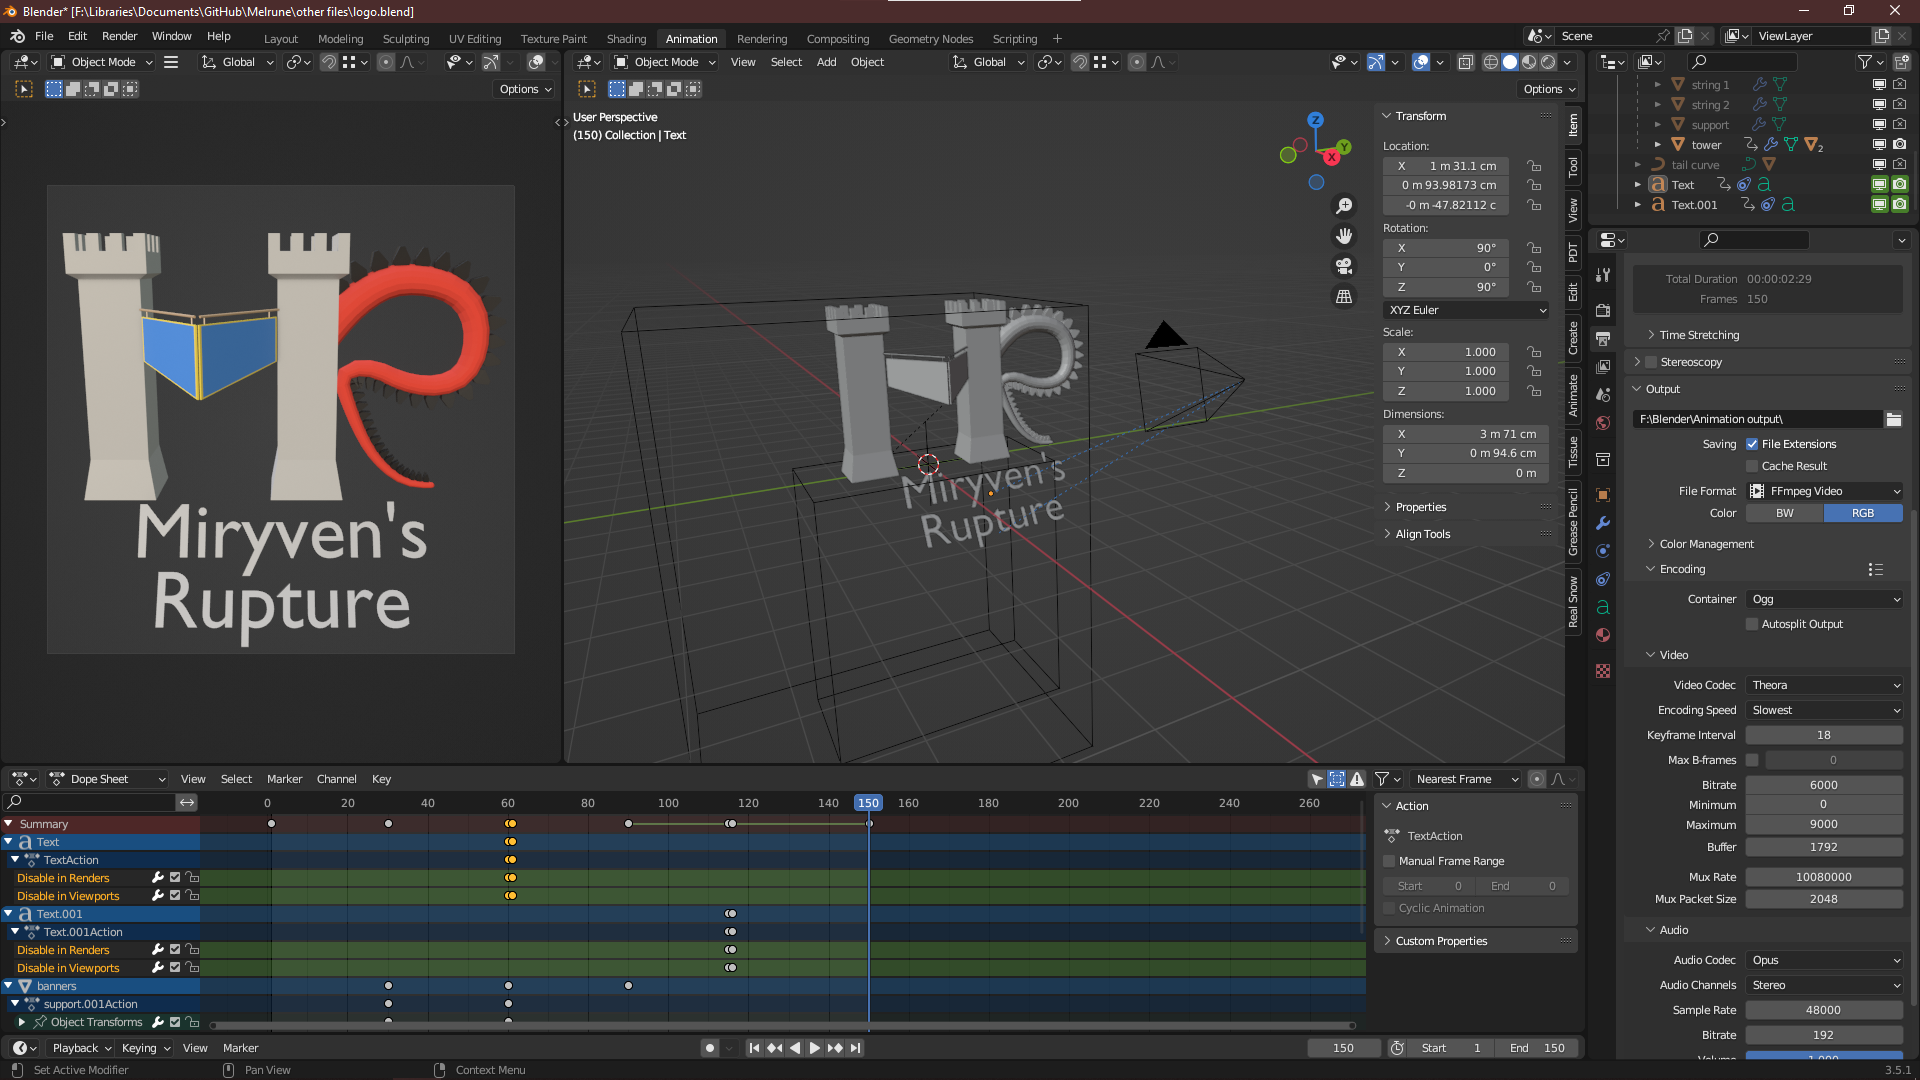 Blender* [F:\Libraries\Documents\GitHub\Melrune\other files\logo.blend]
File Edit Render Window Help Layout Modeling Sculpting UV Editing Texture Paint Shading Animation Rendering Compositing Geometry Nodes Scripting +
Scene
ViewLayer
Object Mode
Global
Options
Object Mode View Select Add Object
Global
Options
User Perspective
(150) Collection | Text
Miryven's
Rupture
Miryven's
Rupture
Z
Y
X
Transform
Location:
X 1 m 31.1 cm
0 m 93.98173 cm
-0 m -47.82112 c
Rotation:
X 90°
Y 0°
Z 90°
XYZ Euler
Scale:
X 1.000
Y 1.000
Z 1.000
Dimensions:
X 3 m 71 cm
Y 0 m 94.6 cm
Z 0 m
Properties
Align Tools
Item
Tool
View
PDT
Edit
Create
Animate
Tissue
Grease Pencil
Real Snow
string 1
string 2
support
tower 2
tail curve
Text
Text.001
Total Duration 00:00:02:29
Frames 150
Time Stretching
Stereoscopy
Output
F:\Blender\Animation output\
Saving File Extensions
Cache Result
File Format FFmpeg Video
Color BW RGB
Color Management
Encoding
Container Ogg
Autosplit Output
Video
Video Codec Theora
Encoding Speed Slowest
Keyframe Interval 18
Max B-frames 0
Bitrate 6000
Minimum 0
Maximum 9000
Buffer 1792
Mux Rate 10080000
Mux Packet Size 2048
Audio
Audio Codec Opus
Audio Channels Stereo
Sample Rate 48000
Bitrate 192
Volume 1.000
Dope Sheet View Select Marker Channel Key
Nearest Frame
0 20 40 60 80 100 120 140 150 160 180 200 220 240 260
Summary
Text
TextAction
Disable in Renders
Disable in Viewports
Text.001
Text.001Action
Disable in Renders
Disable in Viewports
banners
support.001Action
Object Transforms
Action
TextAction
Manual Frame Range
Start 0 End 0
Cyclic Animation
Custom Properties
Playback Keying View Marker
150
Start 1 End 150
Set Active Modifier Pan View Context Menu
3.5.1